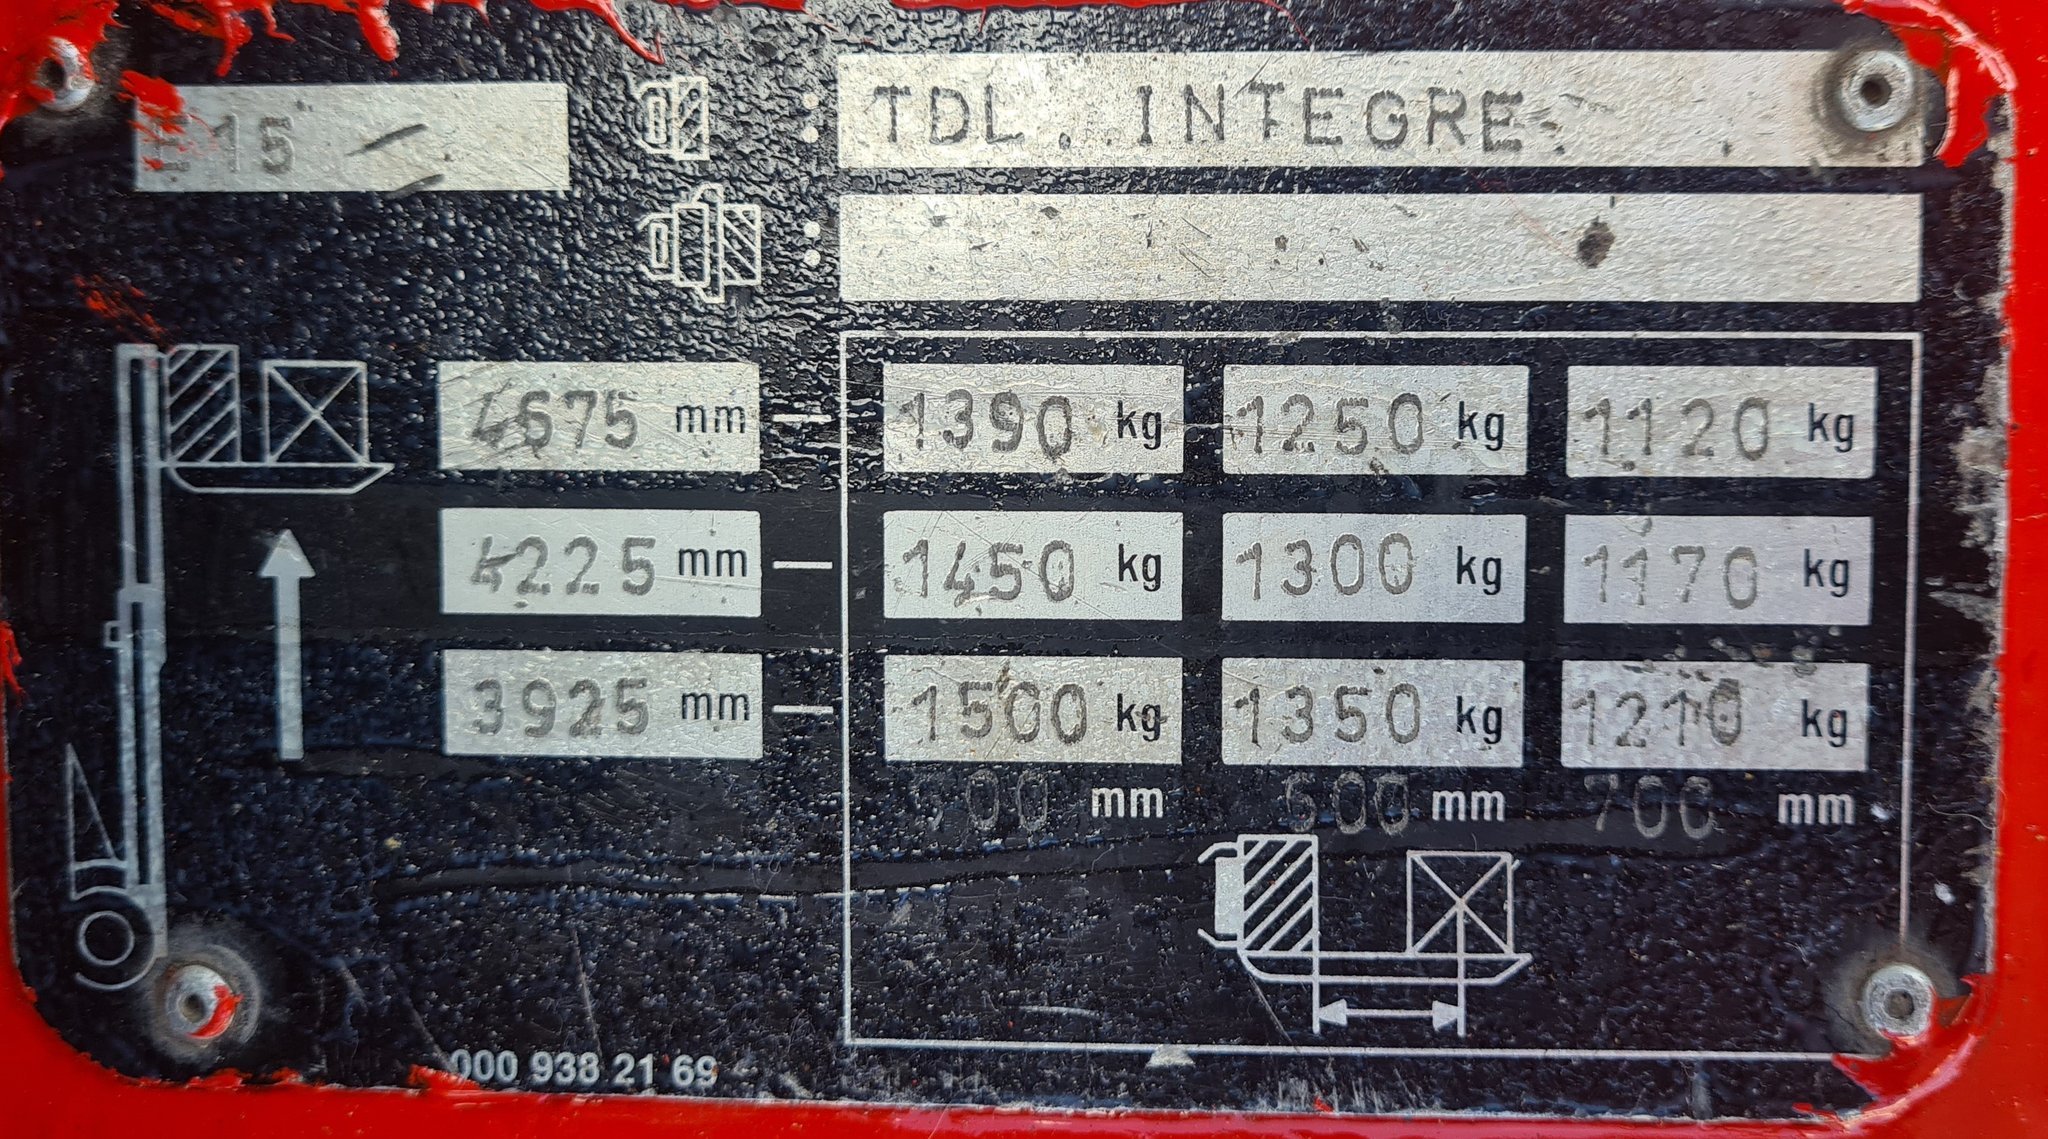 E15
TDL. INTEGRE
4675 mm 1390 kg 1250 kg 1120 kg
4225 mm 1450 kg 1300 kg 1170 kg
3925 mm 1500 kg 1350 kg 1210 kg
mm 600 mm 700 mm
000 938 21 69